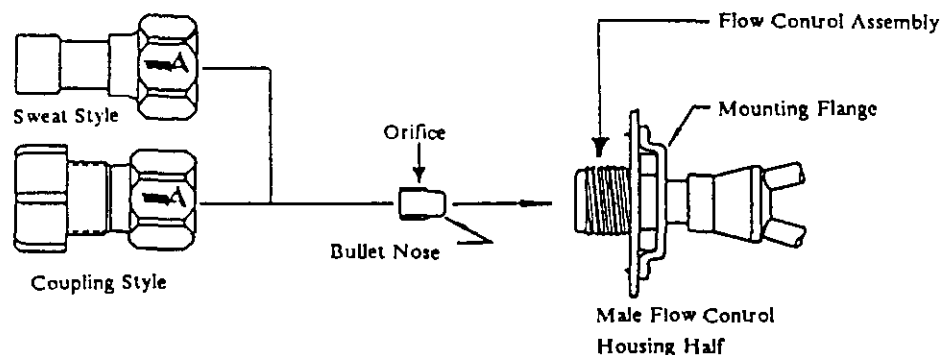 Flow Control Assembly
Mounting Flange
Sweat Style
Orifice
Bullet Nose
Coupling Style
Male Flow Control
Housing Half